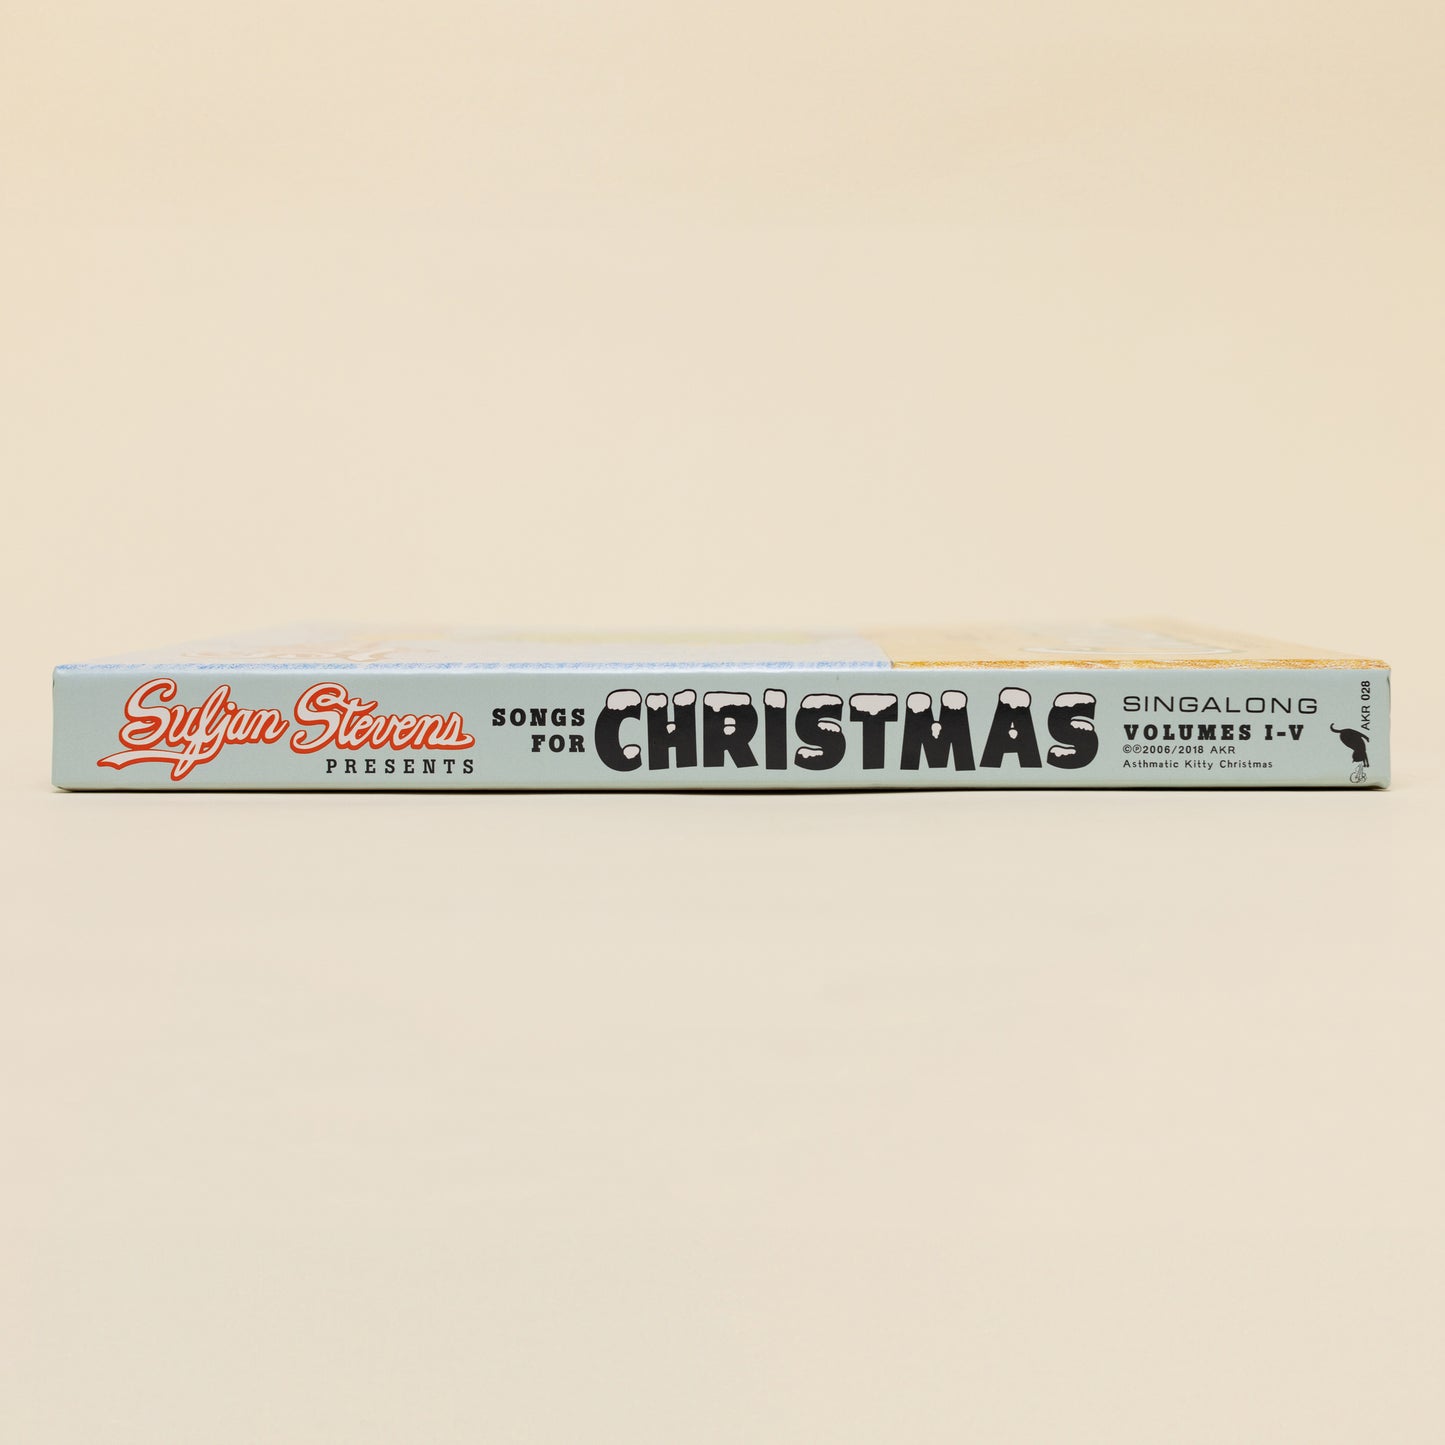 Sufjan Stevens
PRESENTS
SONGS
FOR
CHRISTMAS
SINGALONG
VOLUMES I-V
©℗2006/2018 AKR
Asthmatic Kitty Christmas
AKR 028